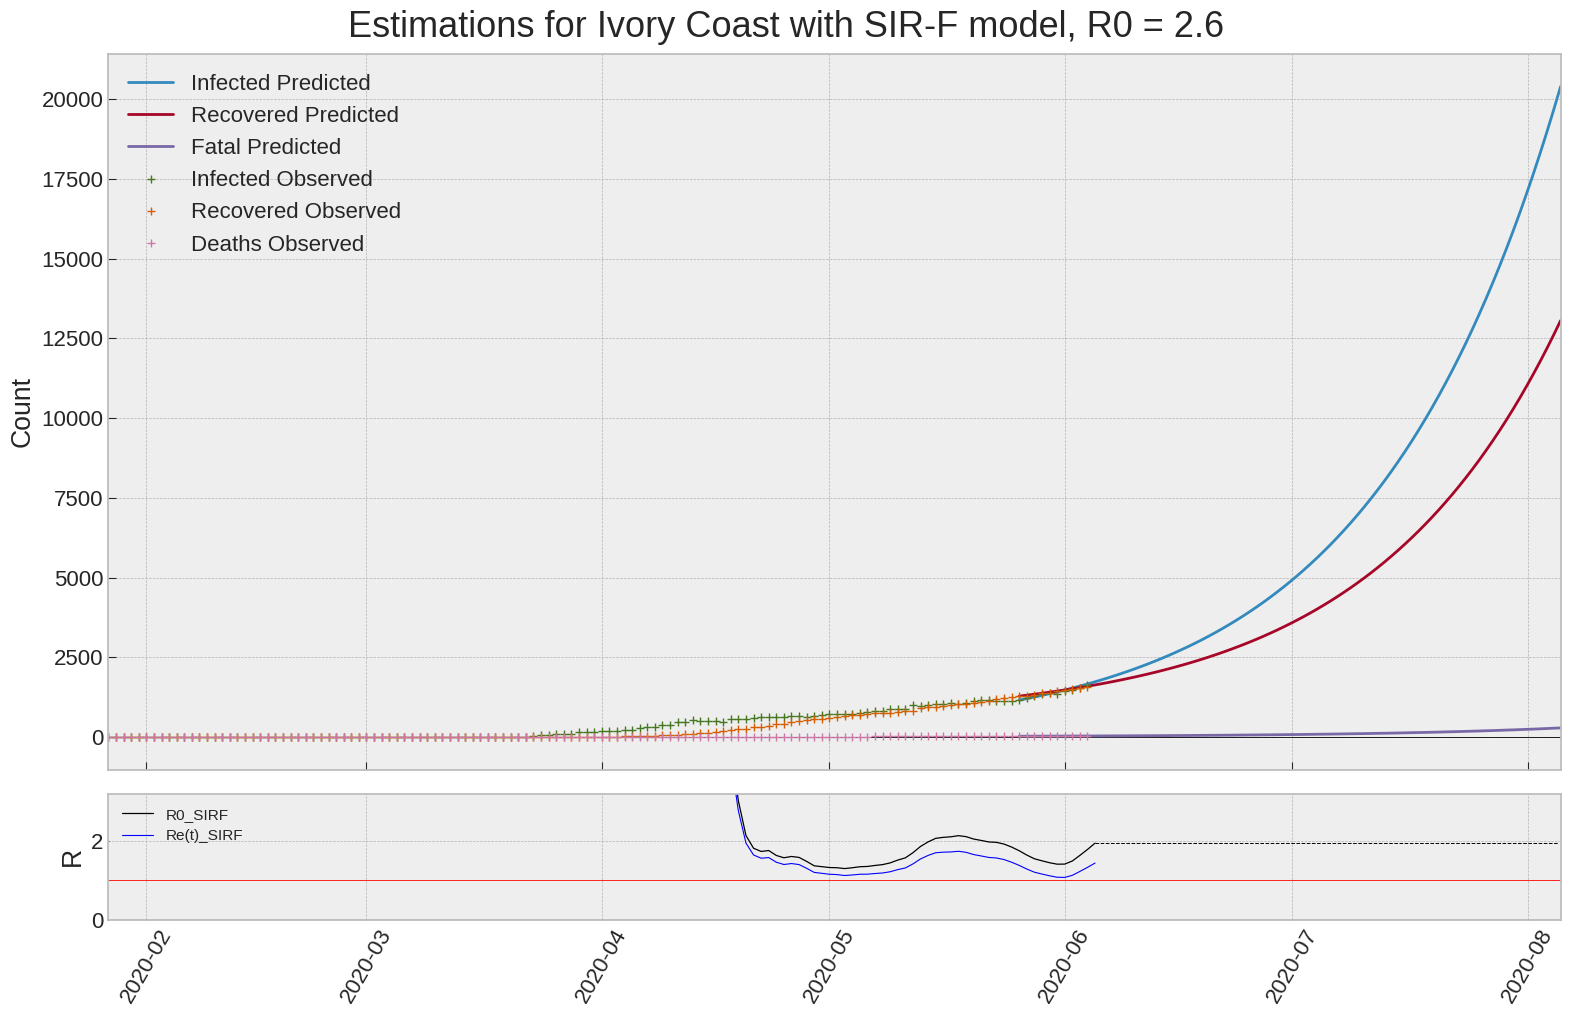 Estimations for Ivory Coast with SIR-F model, R0 = 2.6
Infected Predicted
Recovered Predicted
Fatal Predicted
Infected Observed
Recovered Observed
Deaths Observed
20000
17500
15000
12500
10000
7500
5000
2500
0
Count
R0_SIRF
Re(t)_SIRF
2
0
R
2020-02
2020-03
2020-04
2020-05
2020-06
2020-07
2020-08